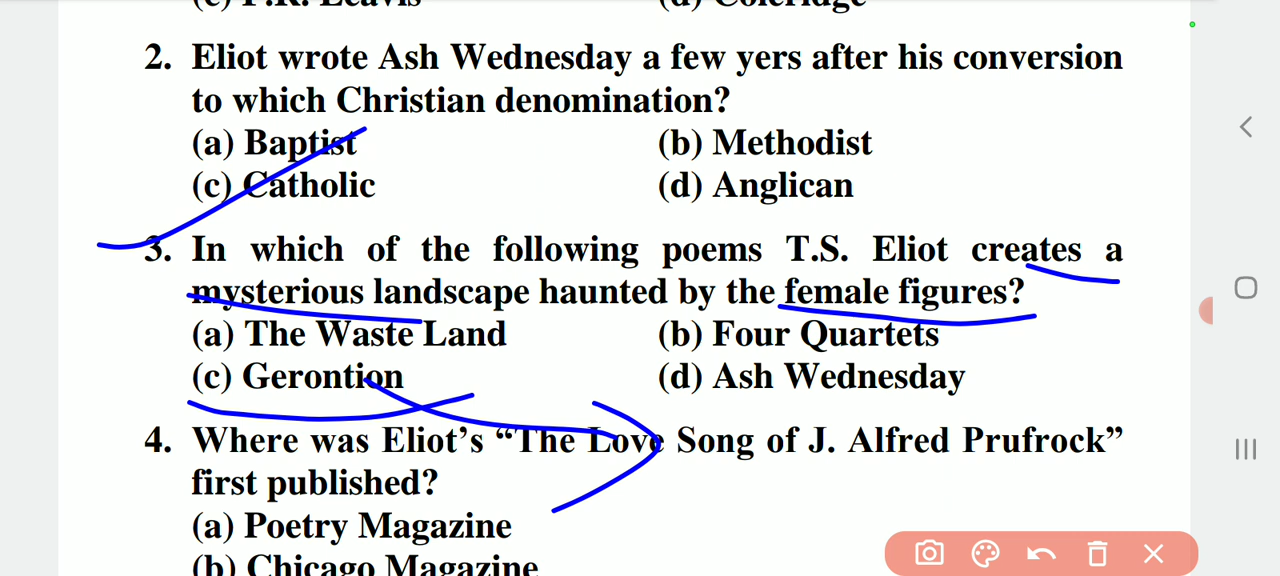 (c) F.R. Leavis (d) Coleridge
2. Eliot wrote Ash Wednesday a few yers after his conversion
to which Christian denomination?
(a) Baptist (b) Methodist
(c) Catholic (d) Anglican
3. In which of the following poems T.S. Eliot creates a
mysterious landscape haunted by the female figures?
(a) The Waste Land (b) Four Quartets
(c) Gerontion (d) Ash Wednesday
4. Where was Eliot's “The Love Song of J. Alfred Prufrock”
first published?
(a) Poetry Magazine
(b) Chicago Magazine